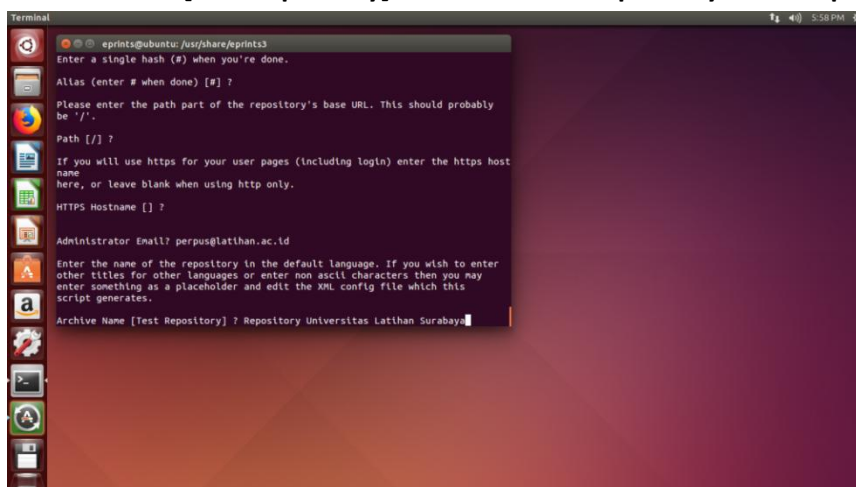 Terminal
5:58 PM
eprints@ubuntu: /usr/share/eprints3
Enter a single hash (#) when you're done.
Alias (enter # when done) [#] ?
Please enter the path part of the repository's base URL. This should probably
be '/'.
Path [/] ?
If you will use https for your user pages (including login) enter the https host
name
here, or leave blank when using http only.
HTTPS Hostname [] ?
Administrator Email? perpus@latihan.ac.id
Enter the name of the repository in the default language. If you wish to enter
other titles for other languages or enter non ascii characters then you may
enter something as a placeholder and edit the XML config file which this
script generates.
Archive Name [Test Repository] ? Repository Universitas Latihan Surabaya